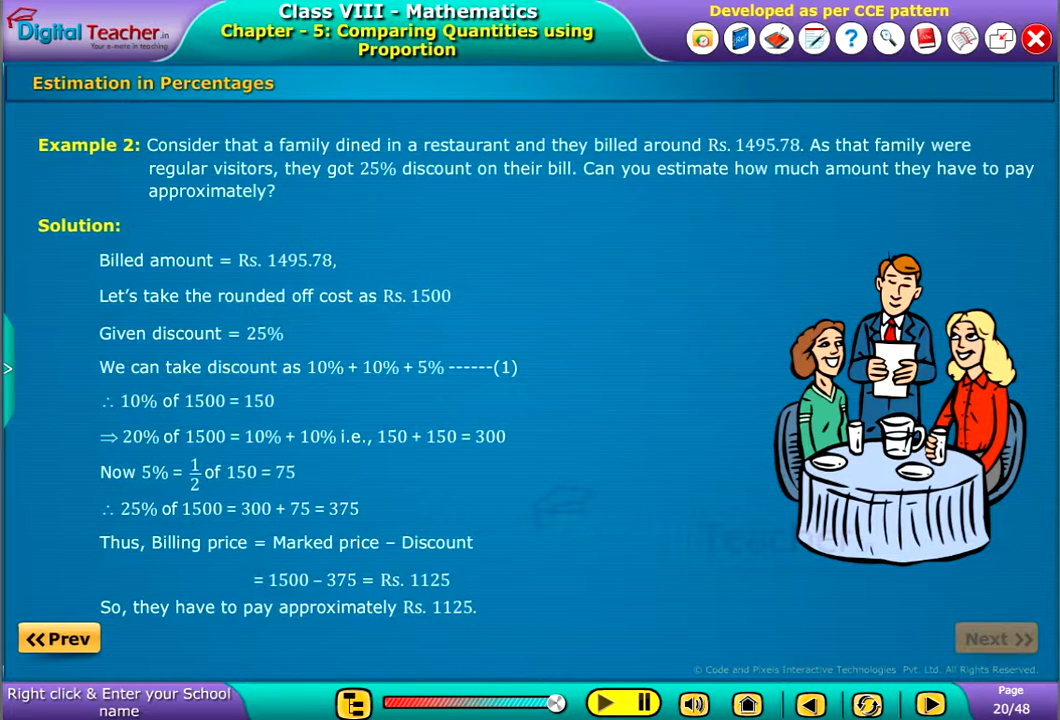 Digital Teacher.in
Your e-mate in teaching
Class VIII - Mathematics
Chapter - 5: Comparing Quantities using
Proportion
Developed as per CCE pattern
Estimation in Percentages
Example 2: Consider that a family dined in a restaurant and they billed around Rs. 1495.78. As that family were
regular visitors, they got 25% discount on their bill. Can you estimate how much amount they have to pay
approximately?
Solution:
Billed amount = Rs. 1495.78,
Let's take the rounded off cost as Rs. 1500
Given discount = 25%
We can take discount as 10% + 10% + 5% ------(1)
∴ 10% of 1500 = 150
⇒ 20% of 1500 = 10% + 10% i.e., 150 + 150 = 300
Now 5% = 1/2 of 150 = 75
∴ 25% of 1500 = 300 + 75 = 375
Thus, Billing price = Marked price – Discount
= 1500 – 375 = Rs. 1125
So, they have to pay approximately Rs. 1125.
<< Prev
Next >>
© Code and Pixels Interactive Technologies Pvt. Ltd. All Rights Reserved.
Right click & Enter your School
name
Page
20/48